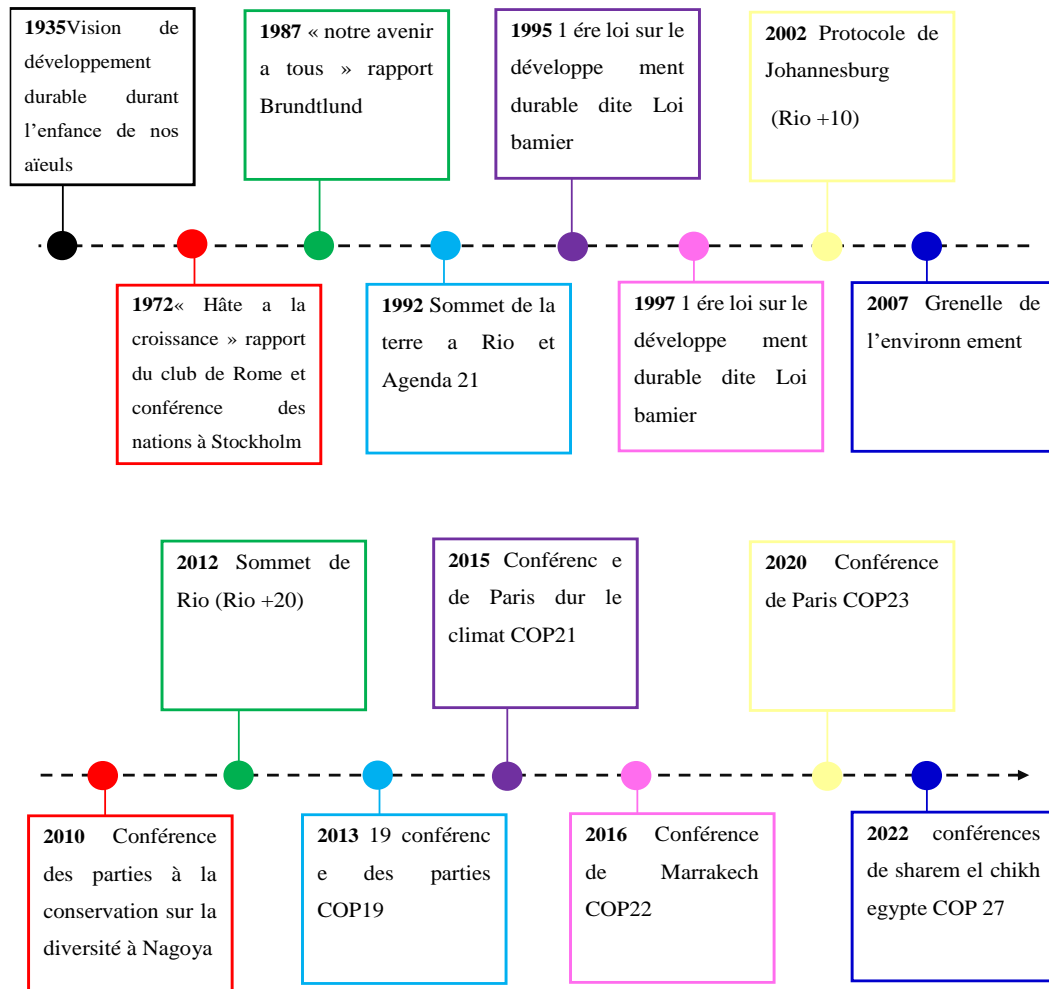 1935Vision de
développement
durable durant
l’enfance de nos
aïeuls
1987 « notre avenir
a tous » rapport
Brundtlund
1995 1 ére loi sur le
développe ment
durable dite Loi
bamier
2002 Protocole de
Johannesburg
(Rio +10)
1972« Hâte a la
croissance » rapport
du club de Rome et
conférence des
nations à Stockholm
1992 Sommet de la
terre a Rio et
Agenda 21
1997 1 ére loi sur le
développe ment
durable dite Loi
bamier
2007 Grenelle de
l’environn ement
2012 Sommet de
Rio (Rio +20)
2015 Conférenc e
de Paris dur le
climat COP21
2020 Conférence
de Paris COP23
2010 Conférence
des parties à la
conservation sur la
diversité à Nagoya
2013 19 conférenc
e des parties
COP19
2016 Conférence
de Marrakech
COP22
2022 conférences
de sharem el chikh
egypte COP 27